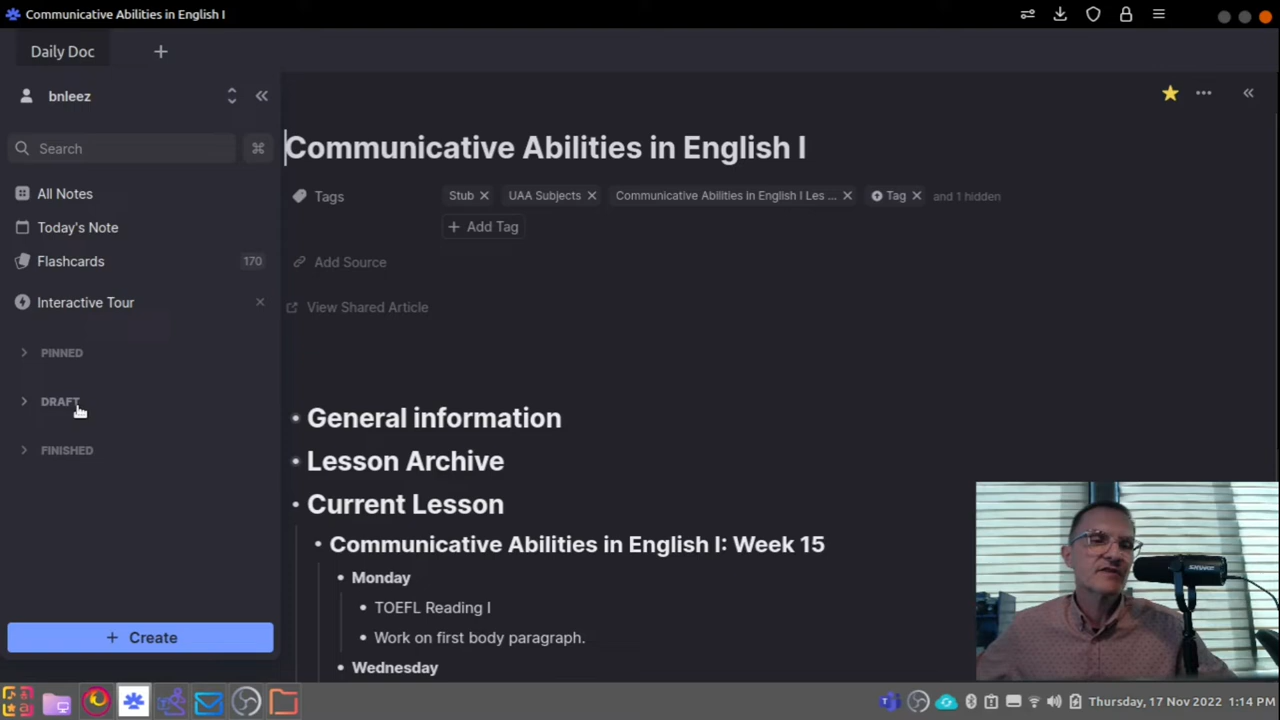 Communicative Abilities in English I
Daily Doc
bnleez
Search
All Notes
Today's Note
Flashcards 170
Interactive Tour
PINNED
DRAFT
FINISHED
+ Create
Communicative Abilities in English I
Tags
Stub UAA Subjects Communicative Abilities in English I Les ... Tag and 1 hidden
+ Add Tag
Add Source
View Shared Article
General information
Lesson Archive
Current Lesson
Communicative Abilities in English I: Week 15
Monday
TOEFL Reading I
Work on first body paragraph.
Wednesday
Thursday, 17 Nov 2022 1:14 PM